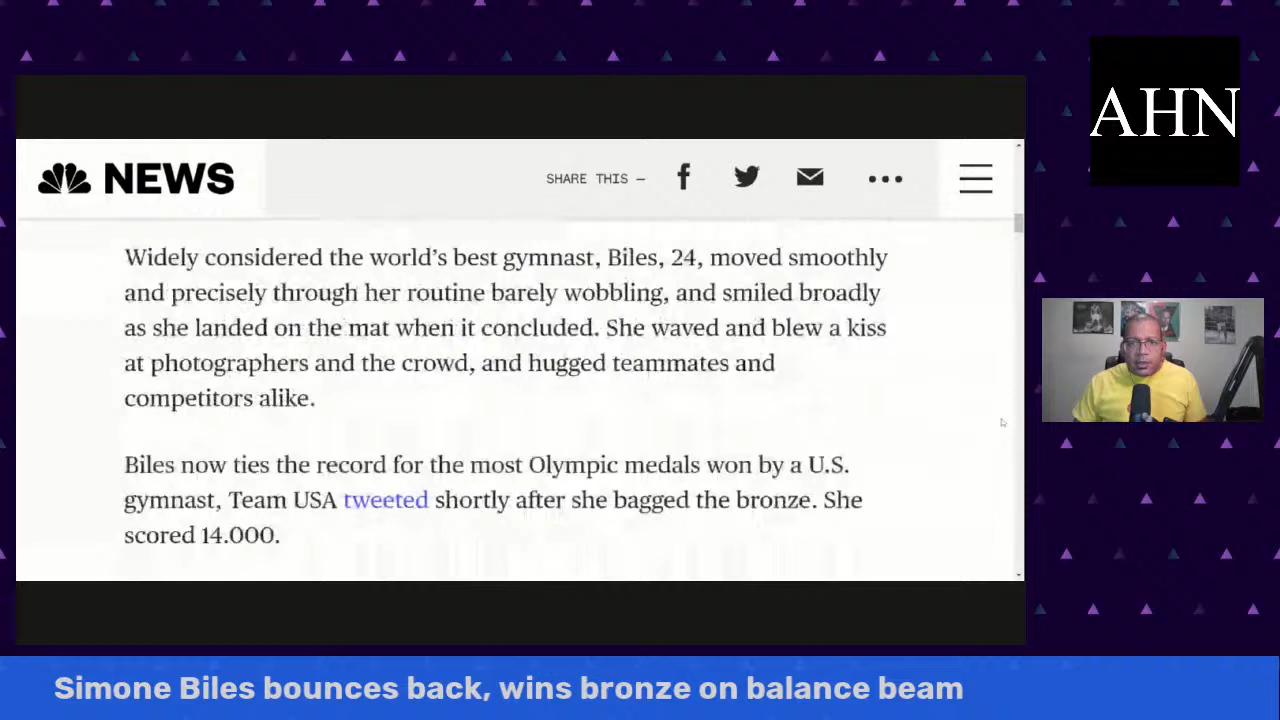 AHN
NEWS
SHARE THIS —
Widely considered the world’s best gymnast, Biles, 24, moved smoothly
and precisely through her routine barely wobbling, and smiled broadly
as she landed on the mat when it concluded. She waved and blew a kiss
at photographers and the crowd, and hugged teammates and
competitors alike.
Biles now ties the record for the most Olympic medals won by a U.S.
gymnast, Team USA tweeted shortly after she bagged the bronze. She
scored 14.000.
Simone Biles bounces back, wins bronze on balance beam